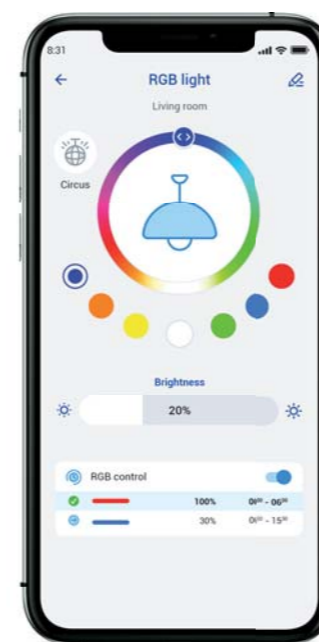 8:31
RGB light
Living room
Circus
Brightness
20%
RGB control
100%
30%